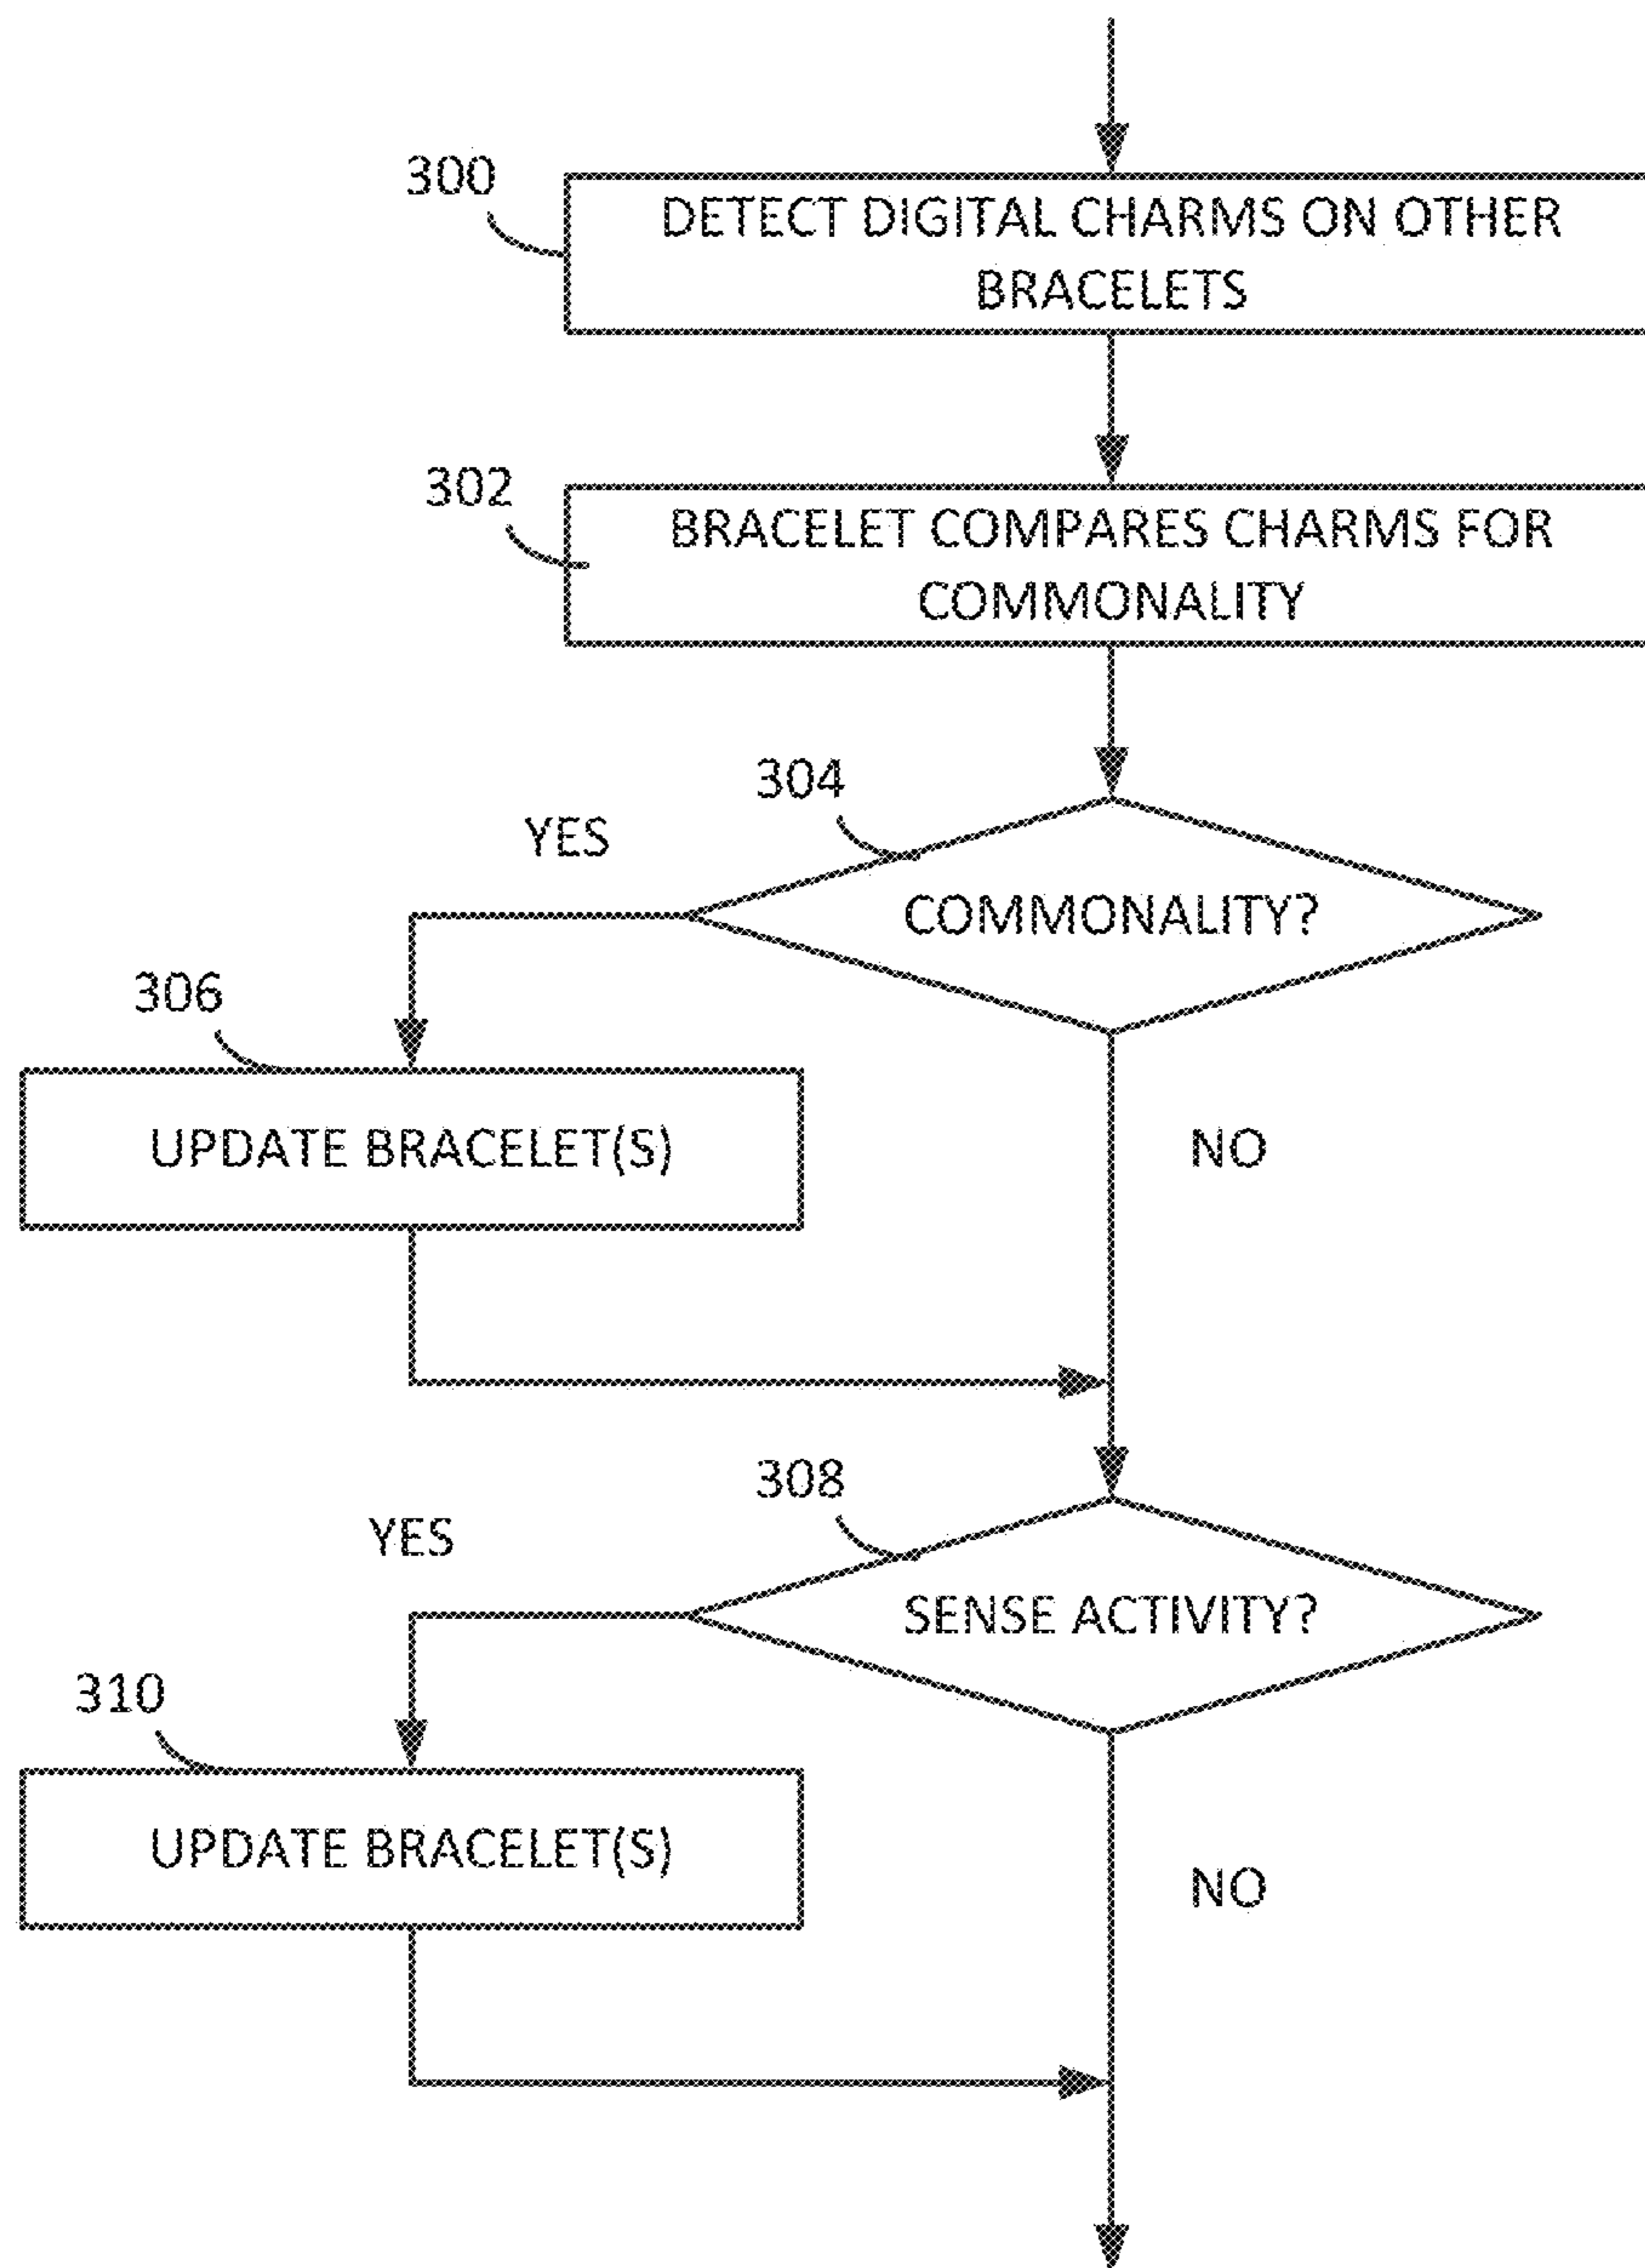 300
DETECT DIGITAL CHARMS ON OTHER
BRACELETS
302
BRACELET COMPARES CHARMS FOR
COMMONALITY
304
YES
COMMONALITY?
306
UPDATE BRACELET(S)
NO
308
YES
SENSE ACTIVITY?
310
UPDATE BRACELET(S)
NO